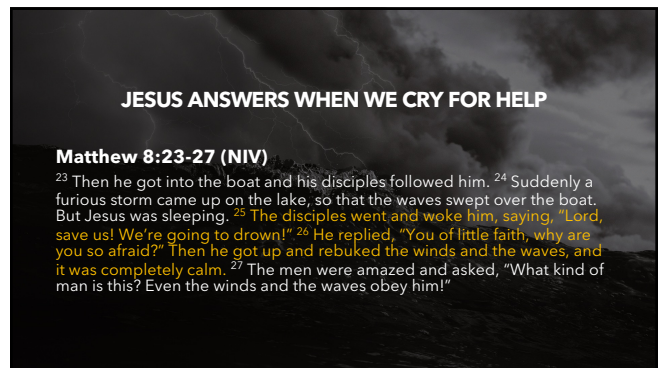 JESUS ANSWERS WHEN WE CRY FOR HELP
Matthew 8:23-27 (NIV)
23 Then he got into the boat and his disciples followed him. 24 Suddenly a
furious storm came up on the lake, so that the waves swept over the boat.
But Jesus was sleeping. 25 The disciples went and woke him, saying, “Lord,
save us! We’re going to drown!” 26 He replied, “You of little faith, why are
you so afraid?” Then he got up and rebuked the winds and the waves, and
it was completely calm. 27 The men were amazed and asked, “What kind of
man is this? Even the winds and the waves obey him!”